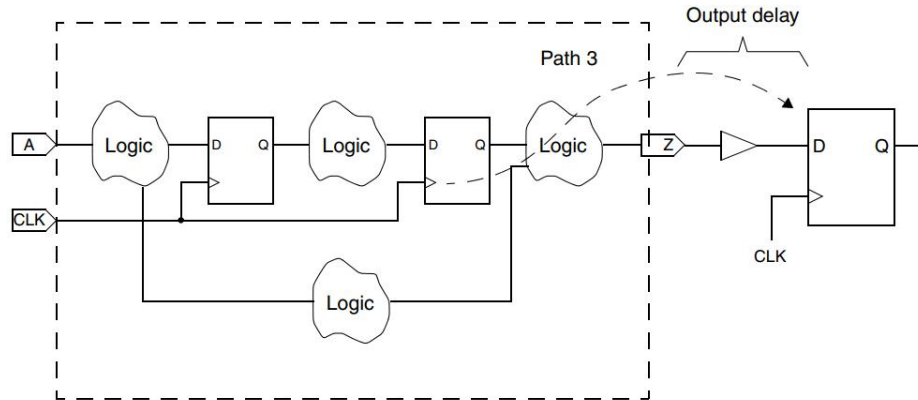 Output delay
Path 3
A
Logic
D Q
Logic
D Q
Logic
Z
D Q
CLK
CLK
Logic